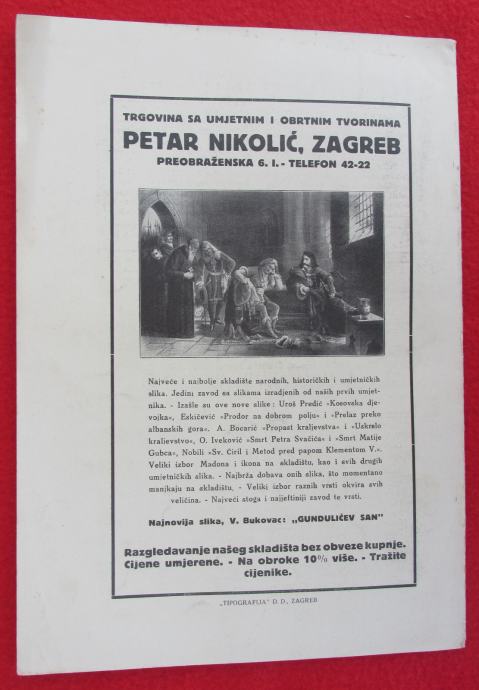 TRGOVINA SA UMJETNIM I OBRTNIM TVORINAMA
PETAR NIKOLIĆ, ZAGREB
PREOBRAŽENSKA 6. I. - TELEFON 42-22
Najveće i najbolje skladište narodnih, historičkih i umjetničkih
slika. Jedini zavod sa slikama izradjenih od naših prvih umjet-
nika. - Izašle su ove nove slike: Uroš Predić »Kosovska dje-
vojka«, Eskičević »Prodor na dobrom polju« i »Prelaz preko
albanskih gora«. A. Bocarić »Propast kraljevstva« i »Uskrslo
kraljevstvo«, O. Iveković »Smrt Petra Svačića« i »Smrt Matije
Gubca«, Nobili »Sv. Ciril i Metod pred papom Klementom V.«
Veliki izbor Madona i ikona na skladištu, kao i svih drugih
umjetničkih slika. - Najbrža dobava onih slika, što momentano
manjkaju na skladištu. - Veliki izbor raznih vrsti okvira svih
veličina. - Najveći stoga i najjeftiniji zavod te vrsti.
Najnovija slika, V. Bukovac: „GUNDULIĆEV SAN"
Razgledavanje našeg skladišta bez obveze kupnje.
Cijene umjerene. - Na obroke 10% više. - Tražite
cijenike.
„TIPOGRAFIJA" D. D., ZAGREB